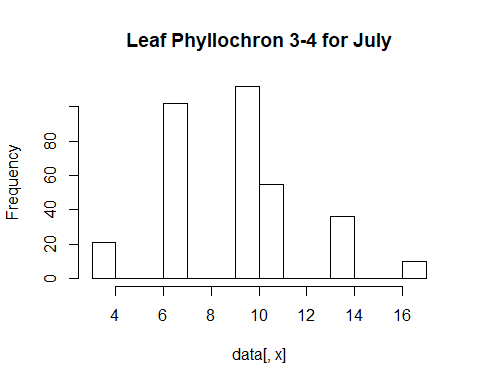 Leaf Phyllochron 3-4 for July
Frequency
0 20 40 60 80
4 6 8 10 12 14 16
data[, x]